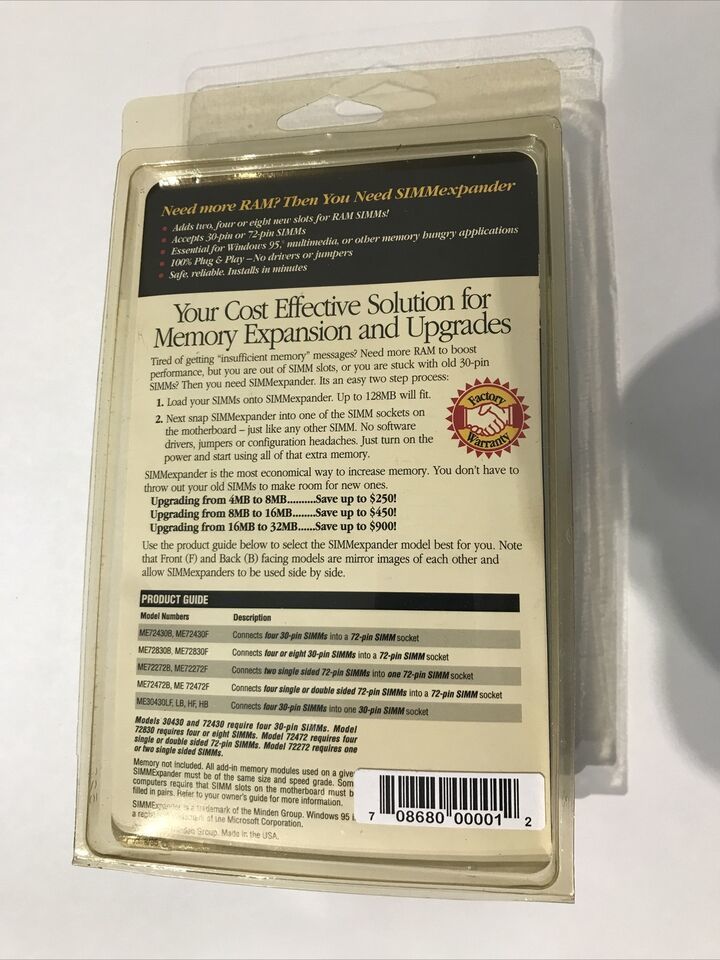 Need more RAM? Then You Need SIMMexpander
• Adds two, four or eight new slots for RAM SIMMs!
• Accepts 30-pin or 72-pin SIMMs
• Essential for Windows 95,® multimedia, or other memory hungry applications
• 100% Plug & Play – No drivers or jumpers
• Safe, reliable. Installs in minutes
Your Cost Effective Solution for
Memory Expansion and Upgrades
Tired of getting "insufficient memory" messages? Need more RAM to boost
performance, but you are out of SIMM slots, or you are stuck with old 30-pin
SIMMs? Then you need SIMMexpander. Its an easy two step process:
1. Load your SIMMs onto SIMMexpander. Up to 128MB will fit.
2. Next snap SIMMexpander into one of the SIMM sockets on
the motherboard – just like any other SIMM. No software
drivers, jumpers or configuration headaches. Just turn on the
power and start using all of that extra memory.
Factory
Warranty
SIMMexpander is the most economical way to increase memory. You don't have to
throw out your old SIMMs to make room for new ones.
Upgrading from 4MB to 8MB..........Save up to $250!
Upgrading from 8MB to 16MB........Save up to $450!
Upgrading from 16MB to 32MB......Save up to $900!
Use the product guide below to select the SIMMexpander model best for you. Note
that Front (F) and Back (B) facing models are mirror images of each other and
allow SIMMexpanders to be used side by side.
PRODUCT GUIDE
Model Numbers Description
ME72430B, ME72430F Connects four 30-pin SIMMs into a 72-pin SIMM socket
ME72830B, ME72830F Connects four or eight 30-pin SIMMs into a 72-pin SIMM socket
ME72272B, ME72272F Connects two single sided 72-pin SIMMs into one 72-pin SIMM socket
ME72472B, ME 72472F Connects four single or double sided 72-pin SIMMs into a 72-pin SIMM socket
ME30430LF, LB, HF, HB Connects four 30-pin SIMMs into one 30-pin SIMM socket
Models 30430 and 72430 require four 30-pin SIMMs. Model
72830 requires four or eight SIMMs. Model 72472 requires four
single or double sided 72-pin SIMMs. Model 72272 requires one
or two single sided SIMMs.
Memory not included. All add-in memory modules used on a give
SIMMExpander must be of the same size and speed grade. Som
computers require that SIMM slots on the motherboard must b
filled in pairs. Refer to your owner's guide for more information.
SIMMExpander is a trademark of the Minden Group. Windows 95 i
a of the Microsoft Corporation.
Minden Group. Made in the USA.
7 08680 00001 2